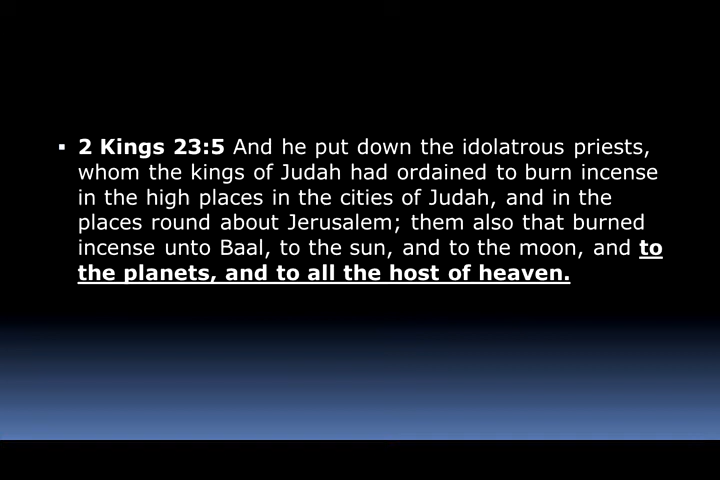 ▪ 2 Kings 23:5 And he put down the idolatrous priests,
whom the kings of Judah had ordained to burn incense
in the high places in the cities of Judah, and in the
places round about Jerusalem; them also that burned
incense unto Baal, to the sun, and to the moon, and to
the planets, and to all the host of heaven.